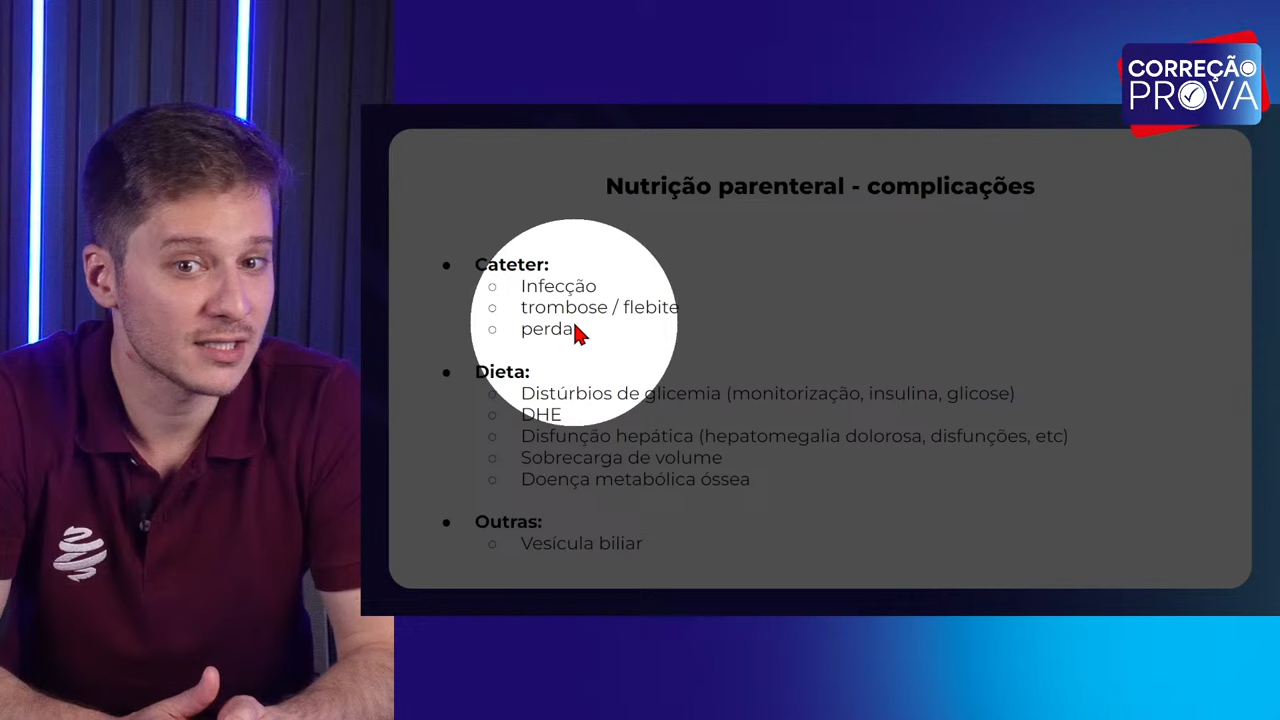 CORREÇÃO
PROVA
Nutrição parenteral - complicações
● Cateter:
○ Infecção
○ trombose / flebite
○ perda
● Dieta:
○ Distúrbios de glicemia (monitorização, insulina, glicose)
○ DHE
○ Disfunção hepática (hepatomegalia dolorosa, disfunções, etc)
○ Sobrecarga de volume
○ Doença metabólica óssea
● Outras:
○ Vesícula biliar